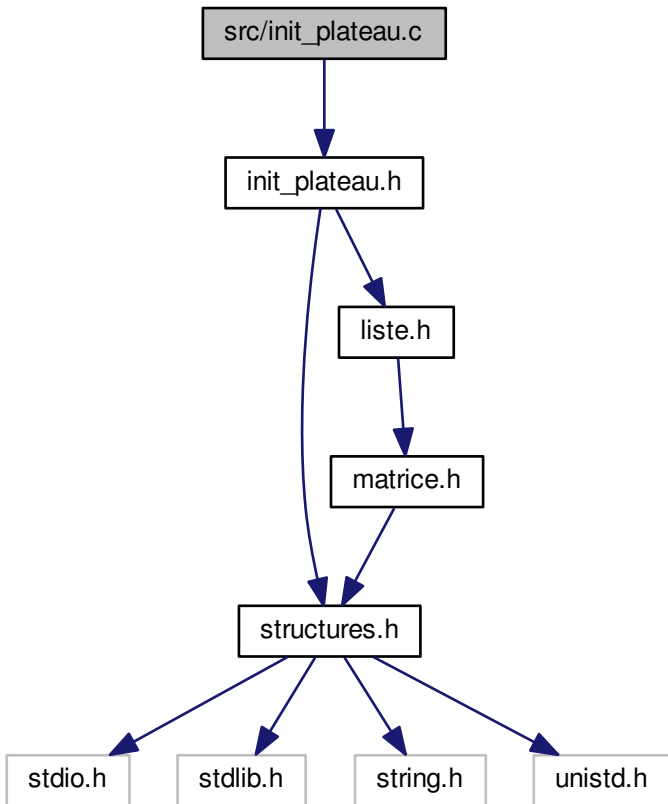 src/init_plateau.c
init_plateau.h
liste.h
matrice.h
structures.h
stdio.h
stdlib.h
string.h
unistd.h